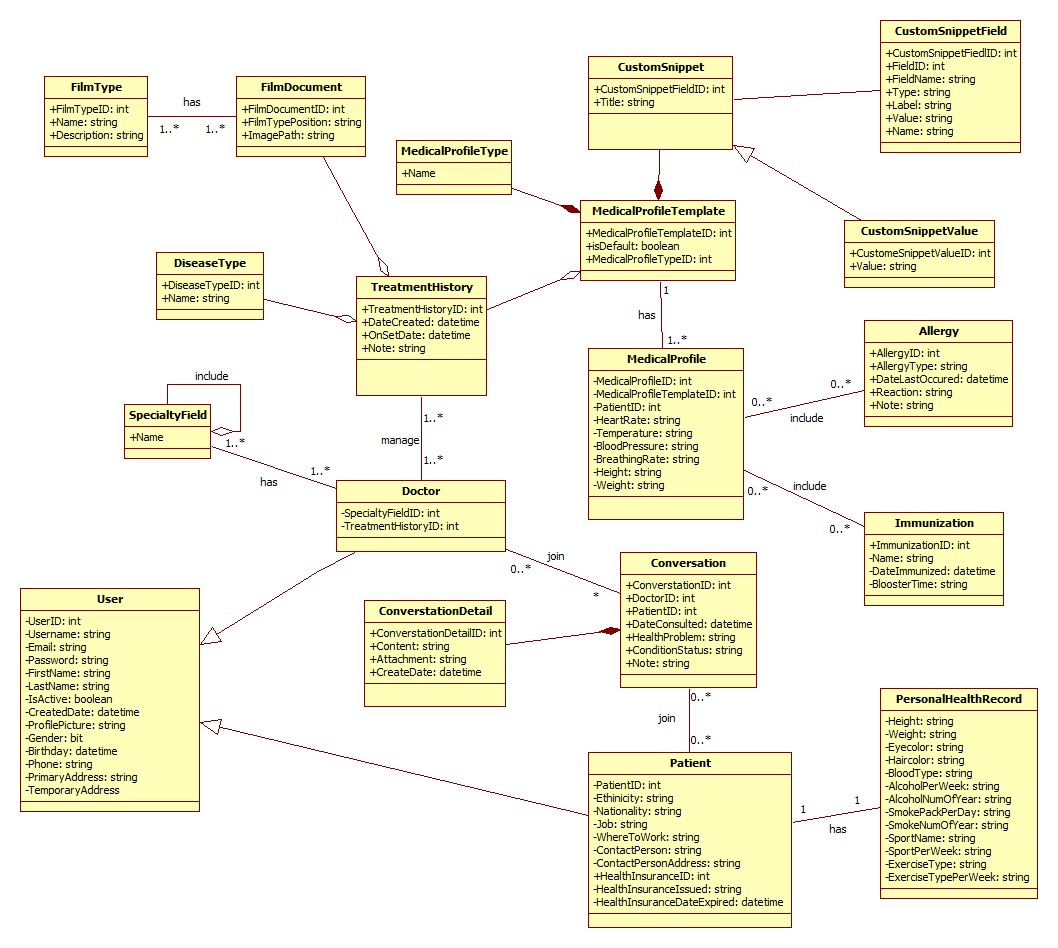 CustomSnippetField
+CustomSnippetFiedlID: int
+FieldID: int
+FieldName: string
+Type: string
+Label: string
+Value: string
+Name: string
CustomSnippet
+CustomSnippetFieldID: int
+Title: string
FilmType
+FilmTypeID: int
+Name: string
+Description: string
has
1..*
1..*
FilmDocument
+FilmDocumentID: int
+FilmTypePosition: string
+ImagePath: string
MedicalProfileType
+Name
MedicalProfileTemplate
+MedicalProfileTemplateID: int
+isDefault: boolean
+MedicalProfileTypeID: int
CustomSnippetValue
+CustomeSnippetValueID: int
+Value: string
DiseaseType
+DiseaseTypeID: int
+Name: string
TreatmentHistory
+TreatmentHistoryID: int
+DateCreated: datetime
+OnSetDate: datetime
+Note: string
1
has
1..*
MedicalProfile
-MedicalProfileID: int
-MedicalProfileTemplateID: int
-PatientID: int
-HeartRate: string
-Temperature: string
-BloodPressure: string
-BreathingRate: string
-Height: string
-Weight: string
Allergy
+AllergyID: int
+AllergyType: string
+DateLastOccured: datetime
+Reaction: string
+Note: string
0..*
0..*
include
include
SpecialtyField
+Name
1..*
has
1..*
1..*
manage
1..*
include
0..*
0..*
Doctor
-SpecialtyFieldID: int
-TreatmentHistoryID: int
Immunization
+ImmunizationID: int
-Name: string
-DateImmunized: datetime
-BloosterTime: string
join
0..*
*
Conversation
+ConverstationID: int
+DoctorID: int
+PatientID: int
+DateConsulted: datetime
+HealthProblem: string
+ConditionStatus: string
+Note: string
User
-UserID: int
-Username: string
-Email: string
-Password: string
-FirstName: string
-LastName: string
-IsActive: boolean
-CreatedDate: datetime
-ProfilePicture: string
-Gender: bit
-Birthday: datetime
-Phone: string
-PrimaryAddress: string
-TemporaryAddress
ConverstationDetail
+ConverstationDetailID: int
+Content: string
+Attachment: string
+CreateDate: datetime
0..*
join
0..*
PersonalHealthRecord
-Height: string
-Weight: string
-Eyecolor: string
-Haircolor: string
-BloodType: string
-AlcoholPerWeek: string
-AlcoholNumOfYear: string
-SmokePackPerDay: string
-SmokeNumOfYear: string
-SportName: string
-SportPerWeek: string
-ExerciseType: string
-ExerciseTypePerWeek: string
Patient
-PatientID: int
-Ethinicity: string
-Nationality: string
-Job: string
-WhereToWork: string
-ContactPerson: string
-ContactPersonAddress: string
+HealthInsuranceID: int
-HealthInsuranceIssued: string
-HealthInsuranceDateExpired: datetime
1
1
has